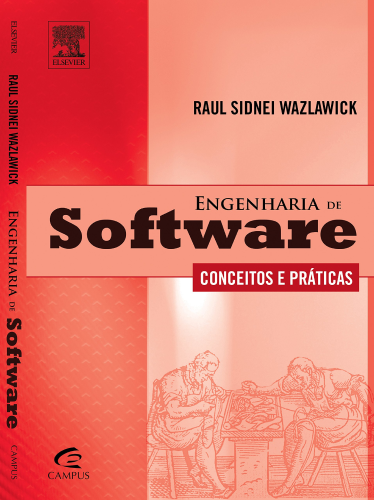 ELSEVIER
RAUL SIDNEI WAZLAWICK
ENGENHARIA DE
Software
CAMPUS
ELSEVIER
RAUL SIDNEI WAZLAWICK
ENGENHARIA DE
Software
CONCEITOS E PRÁTICAS
CAMPUS